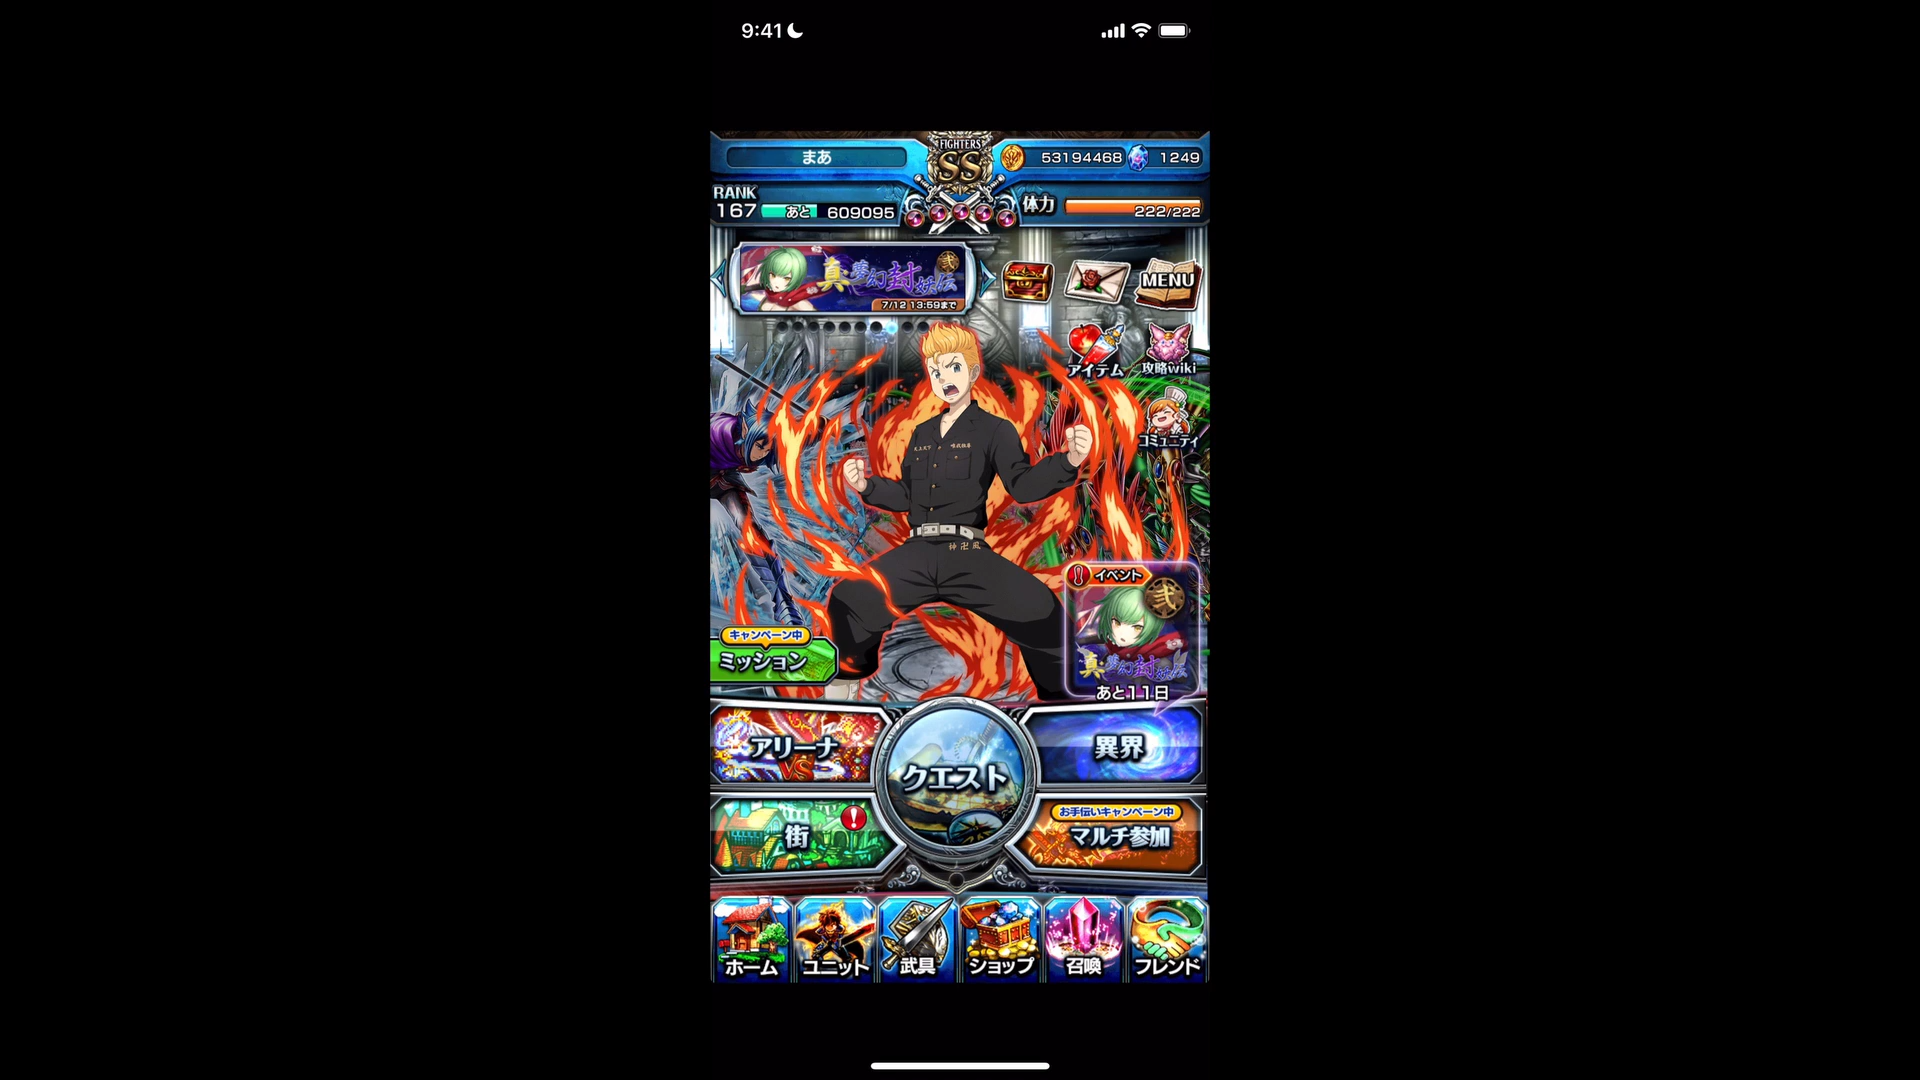 9:41
まあ
FIGHTERS
SS
53194468
1249
RANK
167
あと
609095
体力
222/222
真・夢幻封妖伝
弐
7/12 13:59まで
MENU
アイテム
攻略wiki
コミュニティ
イベント
弐
真・夢幻封妖伝
あと11日
キャンペーン中
ミッション
アリーナ
VS
クエスト
異界
街
お手伝いキャンペーン中
マルチ参加
ホーム
ユニット
武具
ショップ
召喚
フレンド